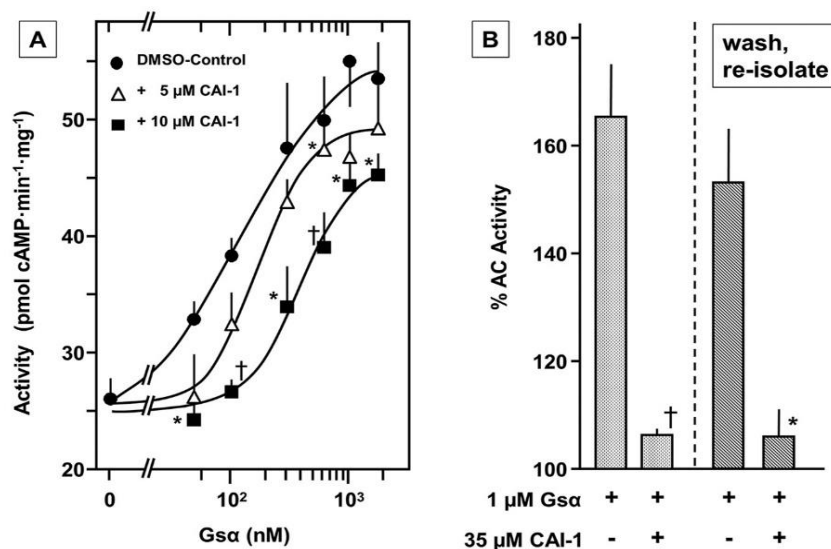 A
DMSO-Control
+ 5 μM CAI-1
+ 10 μM CAI-1
Activity (pmol cAMP·min⁻¹·mg⁻¹)
50
40
30
20
*
†
*
†
*
*
*
0
10²
10³
Gsα (nM)
B
wash,
re-isolate
% AC Activity
180
160
140
120
100
†
*
1 μM Gsα + + + +
35 μM CAI-1 - + - +